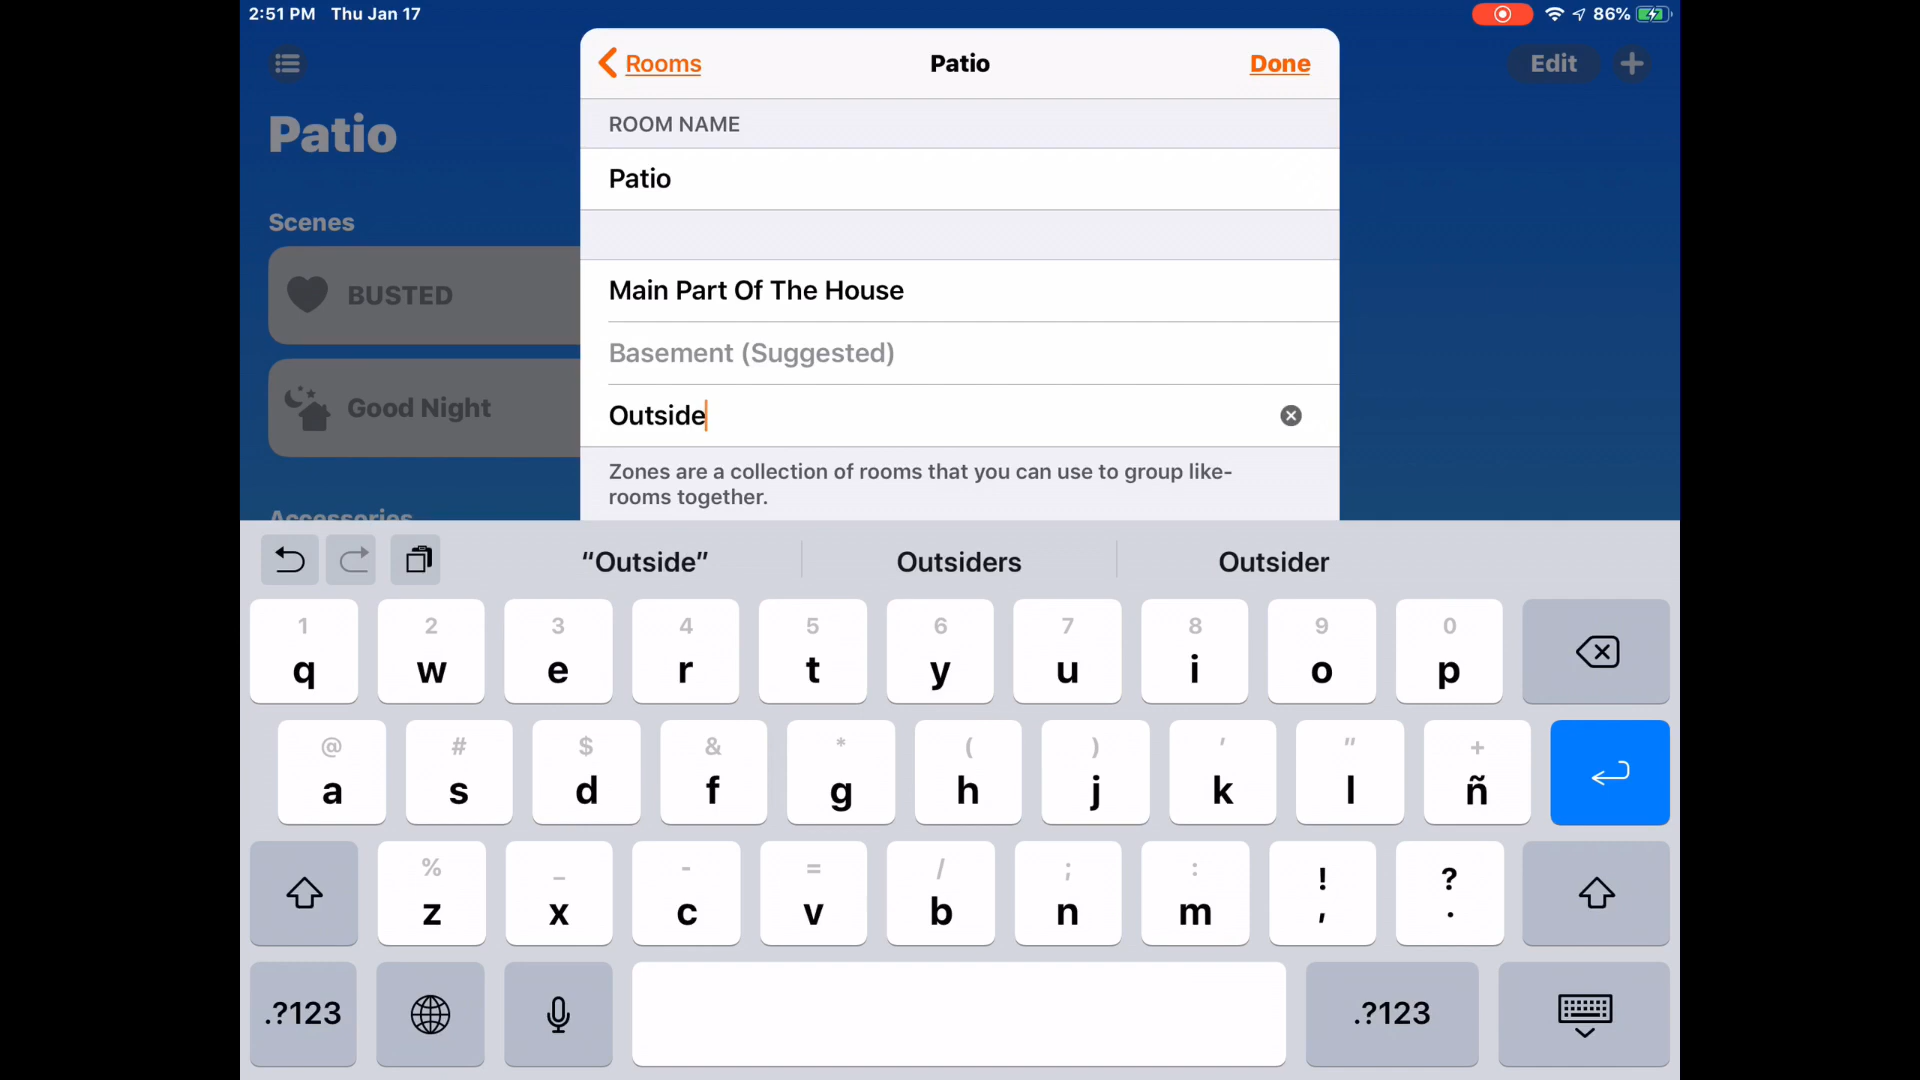 2:51 PM Thu Jan 17 86%
Rooms Patio Done Edit
Patio
ROOM NAME
Patio
Scenes
BUSTED
Main Part Of The House
Basement (Suggested)
Good Night
Outside
Zones are a collection of rooms that you can use to group like-
rooms together.
Accessories
“Outside” Outsiders Outsider
1 2 3 4 5 6 7 8 9 0
q w e r t y u i o p
@ # $ & * ( ) ' " +
a s d f g h j k l ñ
% _ - = / ; : ! ?
z x c v b n m , .
.?123 .?123